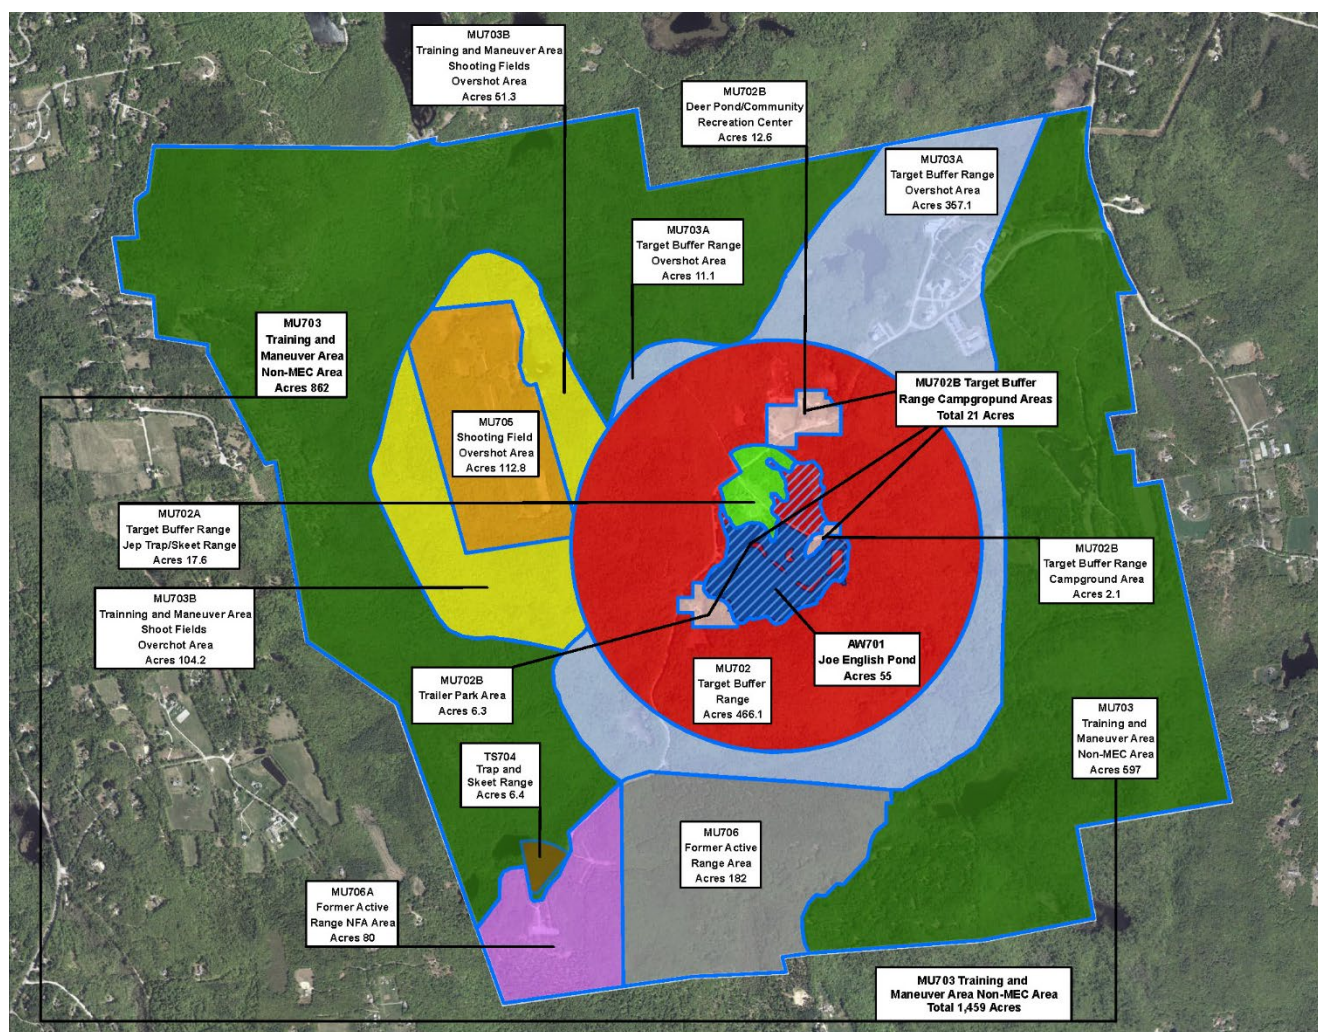 MU703B
Training and Maneuver Area
Shooting Fields
Overshot Area
Acres 51.3
MU702B
Deer Pond/Community
Recreation Center
Acres 12.6
MU703A
Target Buffer Range
Overshot Area
Acres 357.1
MU703A
Target Buffer Range
Overshot Area
Acres 11.1
MU703
Training and
Maneuver Area
Non-MEC Area
Acres 862
MU702B Target Buffer
Range Campground Areas
Total 21 Acres
MU705
Shooting Field
Overshot Area
Acres 112.8
MU702A
Target Buffer Range
Jep Trap/Skeet Range
Acres 17.6
MU702B
Target Buffer Range
Campground Area
Acres 2.1
MU703B
Trainning and Maneuver Area
Shoot Fields
Overchot Area
Acres 104.2
AW701
Joe English Pond
Acres 55
MU702B
Trailer Park Area
Acres 6.3
MU702
Target Buffer
Range
Acres 466.1
MU703
Training and
Maneuver Area
Non-MEC Area
Acres 597
TS704
Trap and
Skeet Range
Acres 6.4
MU706
Former Active
Range Area
Acres 182
MU706A
Former Active
Range NFA Area
Acres 80
MU703 Training and
Maneuver Area Non-MEC Area
Total 1,459 Acres